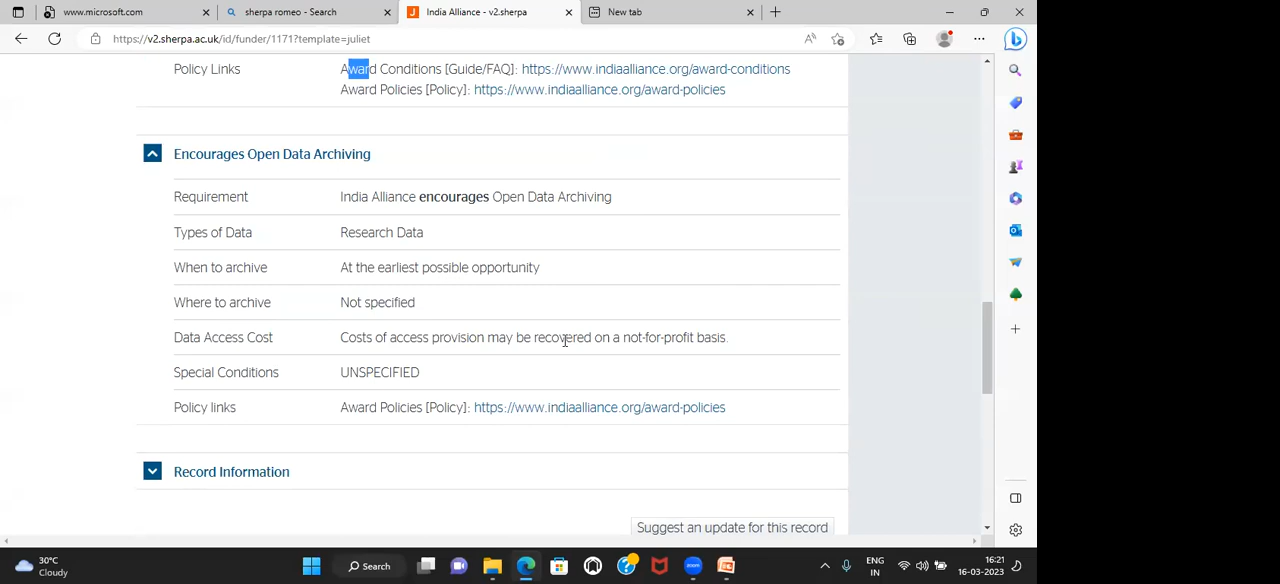 www.microsoft.com
sherpa romeo - Search
India Alliance - v2.sherpa
New tab
https://v2.sherpa.ac.uk/id/funder/1171?template=juliet
Policy Links Award Conditions [Guide/FAQ]: https://www.indiaalliance.org/award-conditions
Award Policies [Policy]: https://www.indiaalliance.org/award-policies
Encourages Open Data Archiving
Requirement India Alliance encourages Open Data Archiving
Types of Data Research Data
When to archive At the earliest possible opportunity
Where to archive Not specified
Data Access Cost Costs of access provision may be recovered on a not-for-profit basis.
Special Conditions UNSPECIFIED
Policy links Award Policies [Policy]: https://www.indiaalliance.org/award-policies
Record Information
Suggest an update for this record
30°C
Cloudy
Search
ENG
IN
16:21
16-03-2023